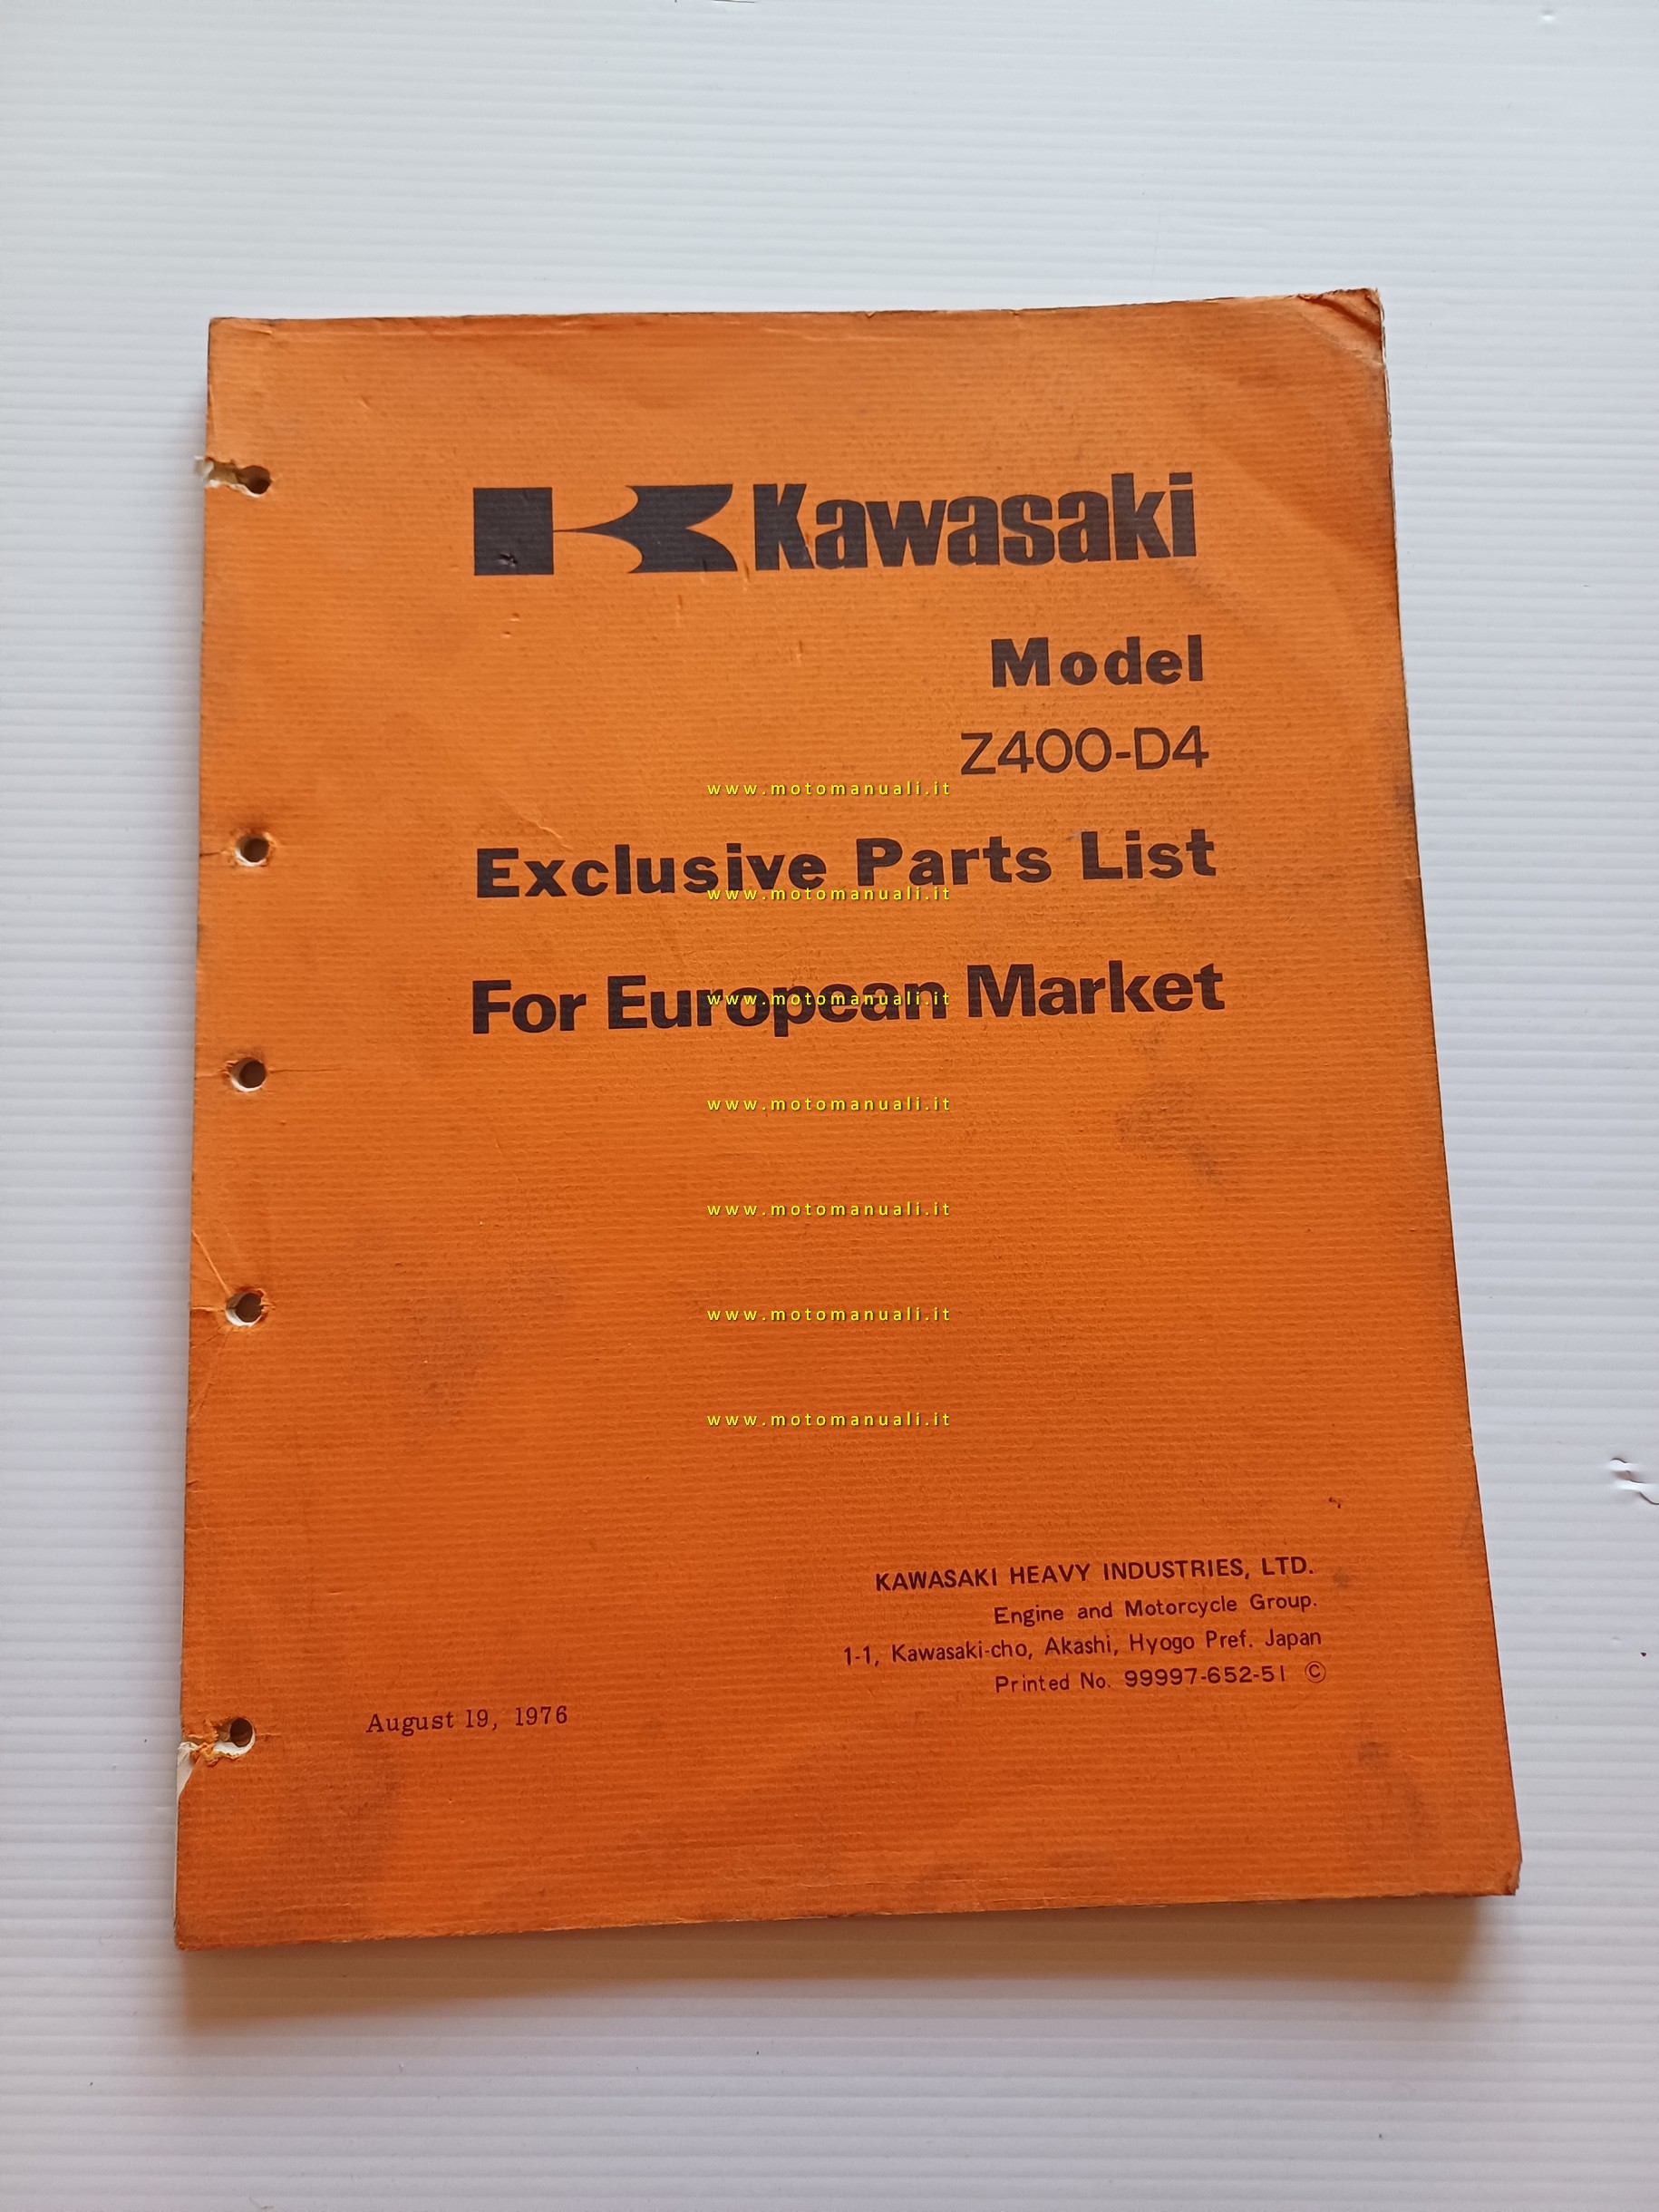 Kawasaki
Model
Z400-D4
www.motomanuali.it
Exclusive Parts List
www.motomanuali.it
For European Market
www.motomanuali.it
www.motomanuali.it
www.motomanuali.it
www.motomanuali.it
www.motomanuali.it
KAWASAKI HEAVY INDUSTRIES, LTD.
Engine and Motorcycle Group.
1-1, Kawasaki-cho, Akashi, Hyogo Pref. Japan
Printed No. 99997-652-51 ©
August 19, 1976